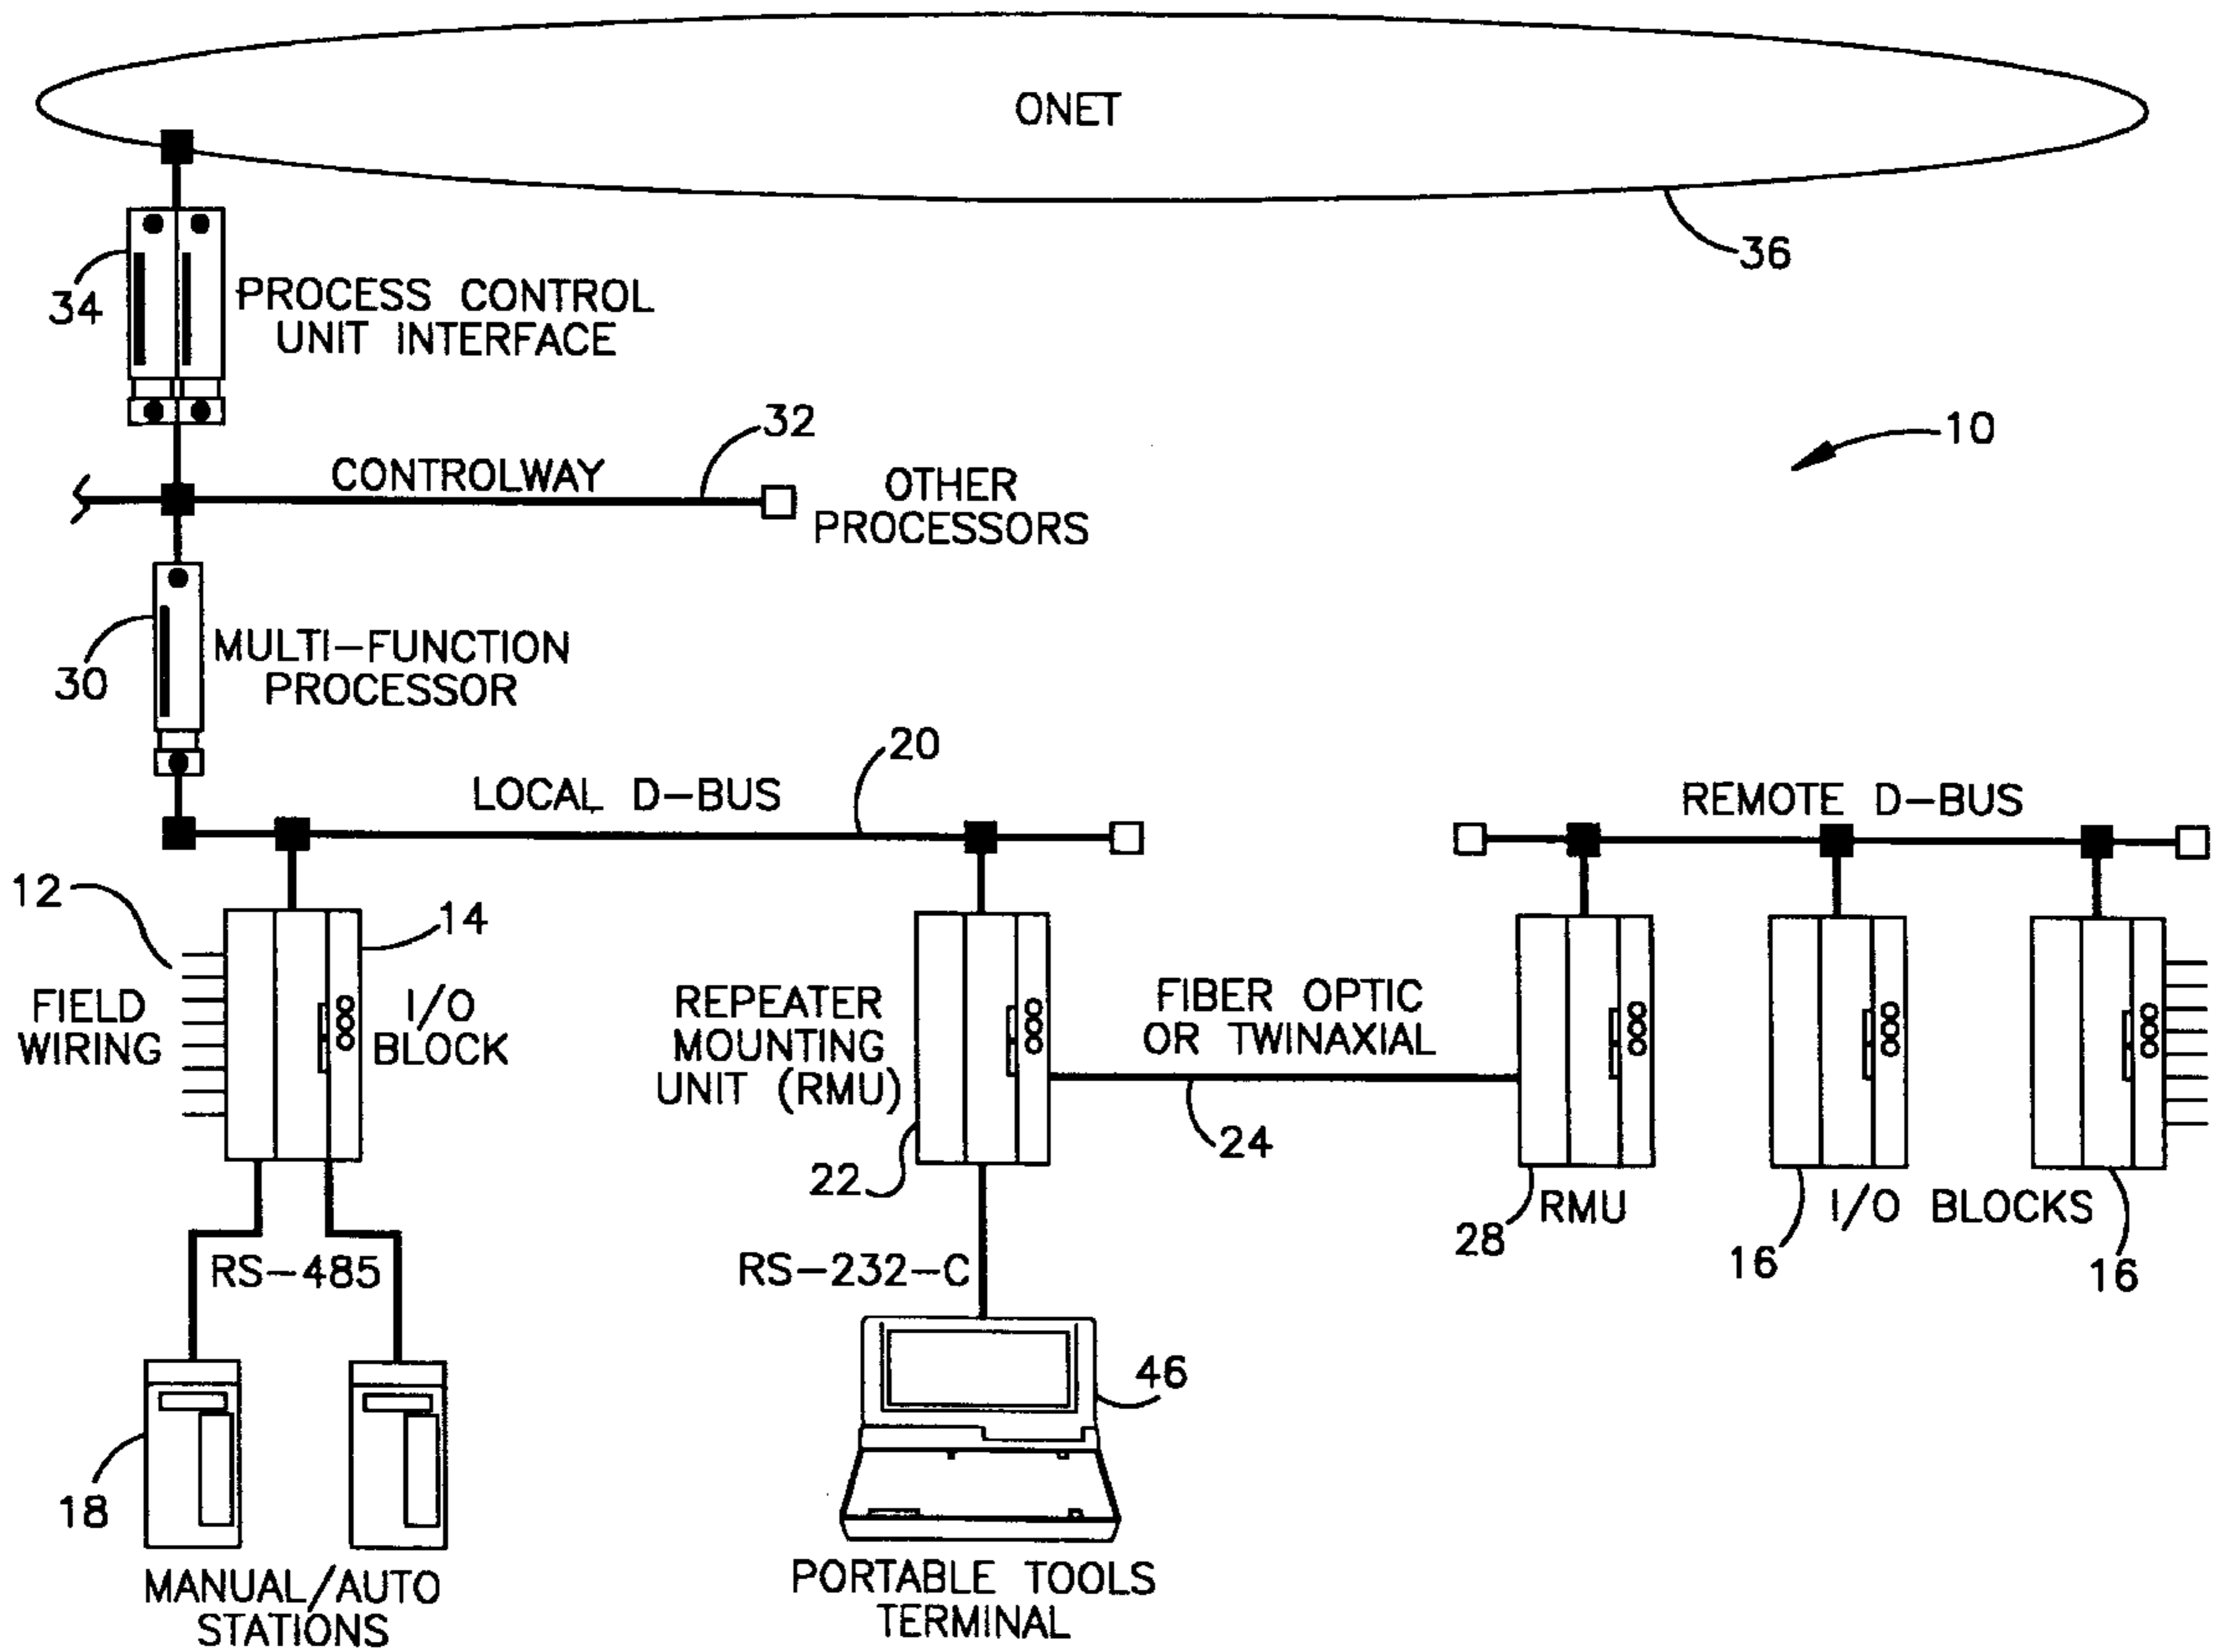 ONET
36
34
PROCESS CONTROL
UNIT INTERFACE
32
10
CONTROLWAY
OTHER
PROCESSORS
30
MULTI-FUNCTION
PROCESSOR
20
LOCAL D-BUS
REMOTE D-BUS
12
14
FIELD
WIRING
I/O
BLOCK
REPEATER
MOUNTING
UNIT (RMU)
FIBER OPTIC
OR TWINAXIAL
24
22
28
RMU
16
I/O BLOCKS
16
RS-485
RS-232-C
46
18
MANUAL/AUTO
STATIONS
PORTABLE TOOLS
TERMINAL